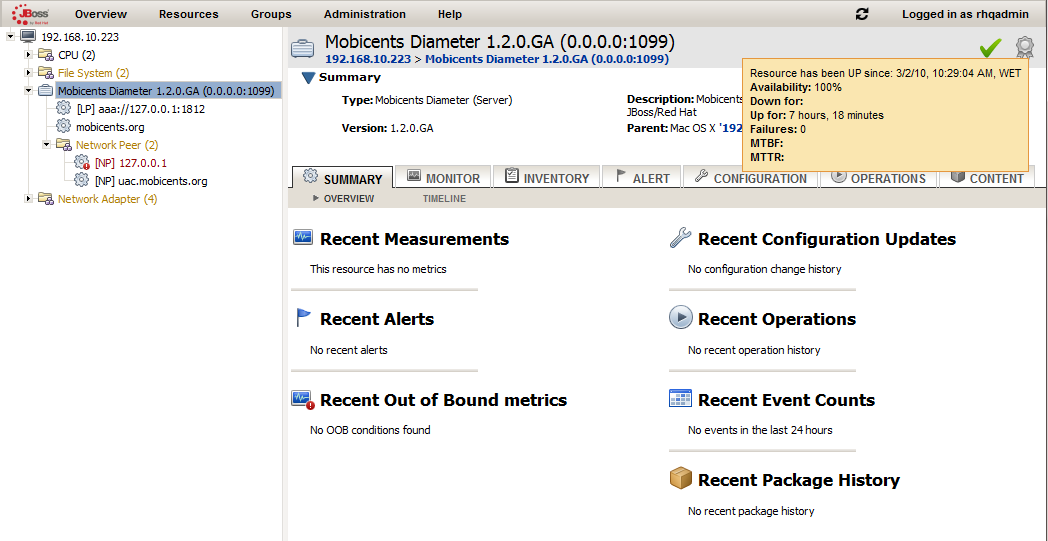 JBoss
by Red Hat
Overview
Resources
Groups
Administration
Help
Logged in as rhqadmin
192.168.10.223
CPU (2)
File System (2)
Mobicents Diameter 1.2.0.GA (0.0.0.0:1099)
[LP] aaa://127.0.0.1:1812
mobicents.org
Network Peer (2)
[NP] 127.0.0.1
[NP] uac.mobicents.org
Network Adapter (4)
Mobicents Diameter 1.2.0.GA (0.0.0.0:1099)
192.168.10.223 > Mobicents Diameter 1.2.0.GA (0.0.0.0:1099)
Summary
Type: Mobicents Diameter (Server)
Version: 1.2.0.GA
Description: Mobicents
JBoss/Red Hat
Parent: Mac OS X '192
Resource has been UP since: 3/2/10, 10:29:04 AM, WET
Availability: 100%
Down for:
Up for: 7 hours, 18 minutes
Failures: 0
MTBF:
MTTR:
SUMMARY
MONITOR
INVENTORY
ALERT
CONFIGURATION
OPERATIONS
CONTENT
OVERVIEW
TIMELINE
Recent Measurements
This resource has no metrics
Recent Alerts
No recent alerts
Recent Out of Bound metrics
No OOB conditions found
Recent Configuration Updates
No configuration change history
Recent Operations
No recent operation history
Recent Event Counts
No events in the last 24 hours
Recent Package History
No recent package history